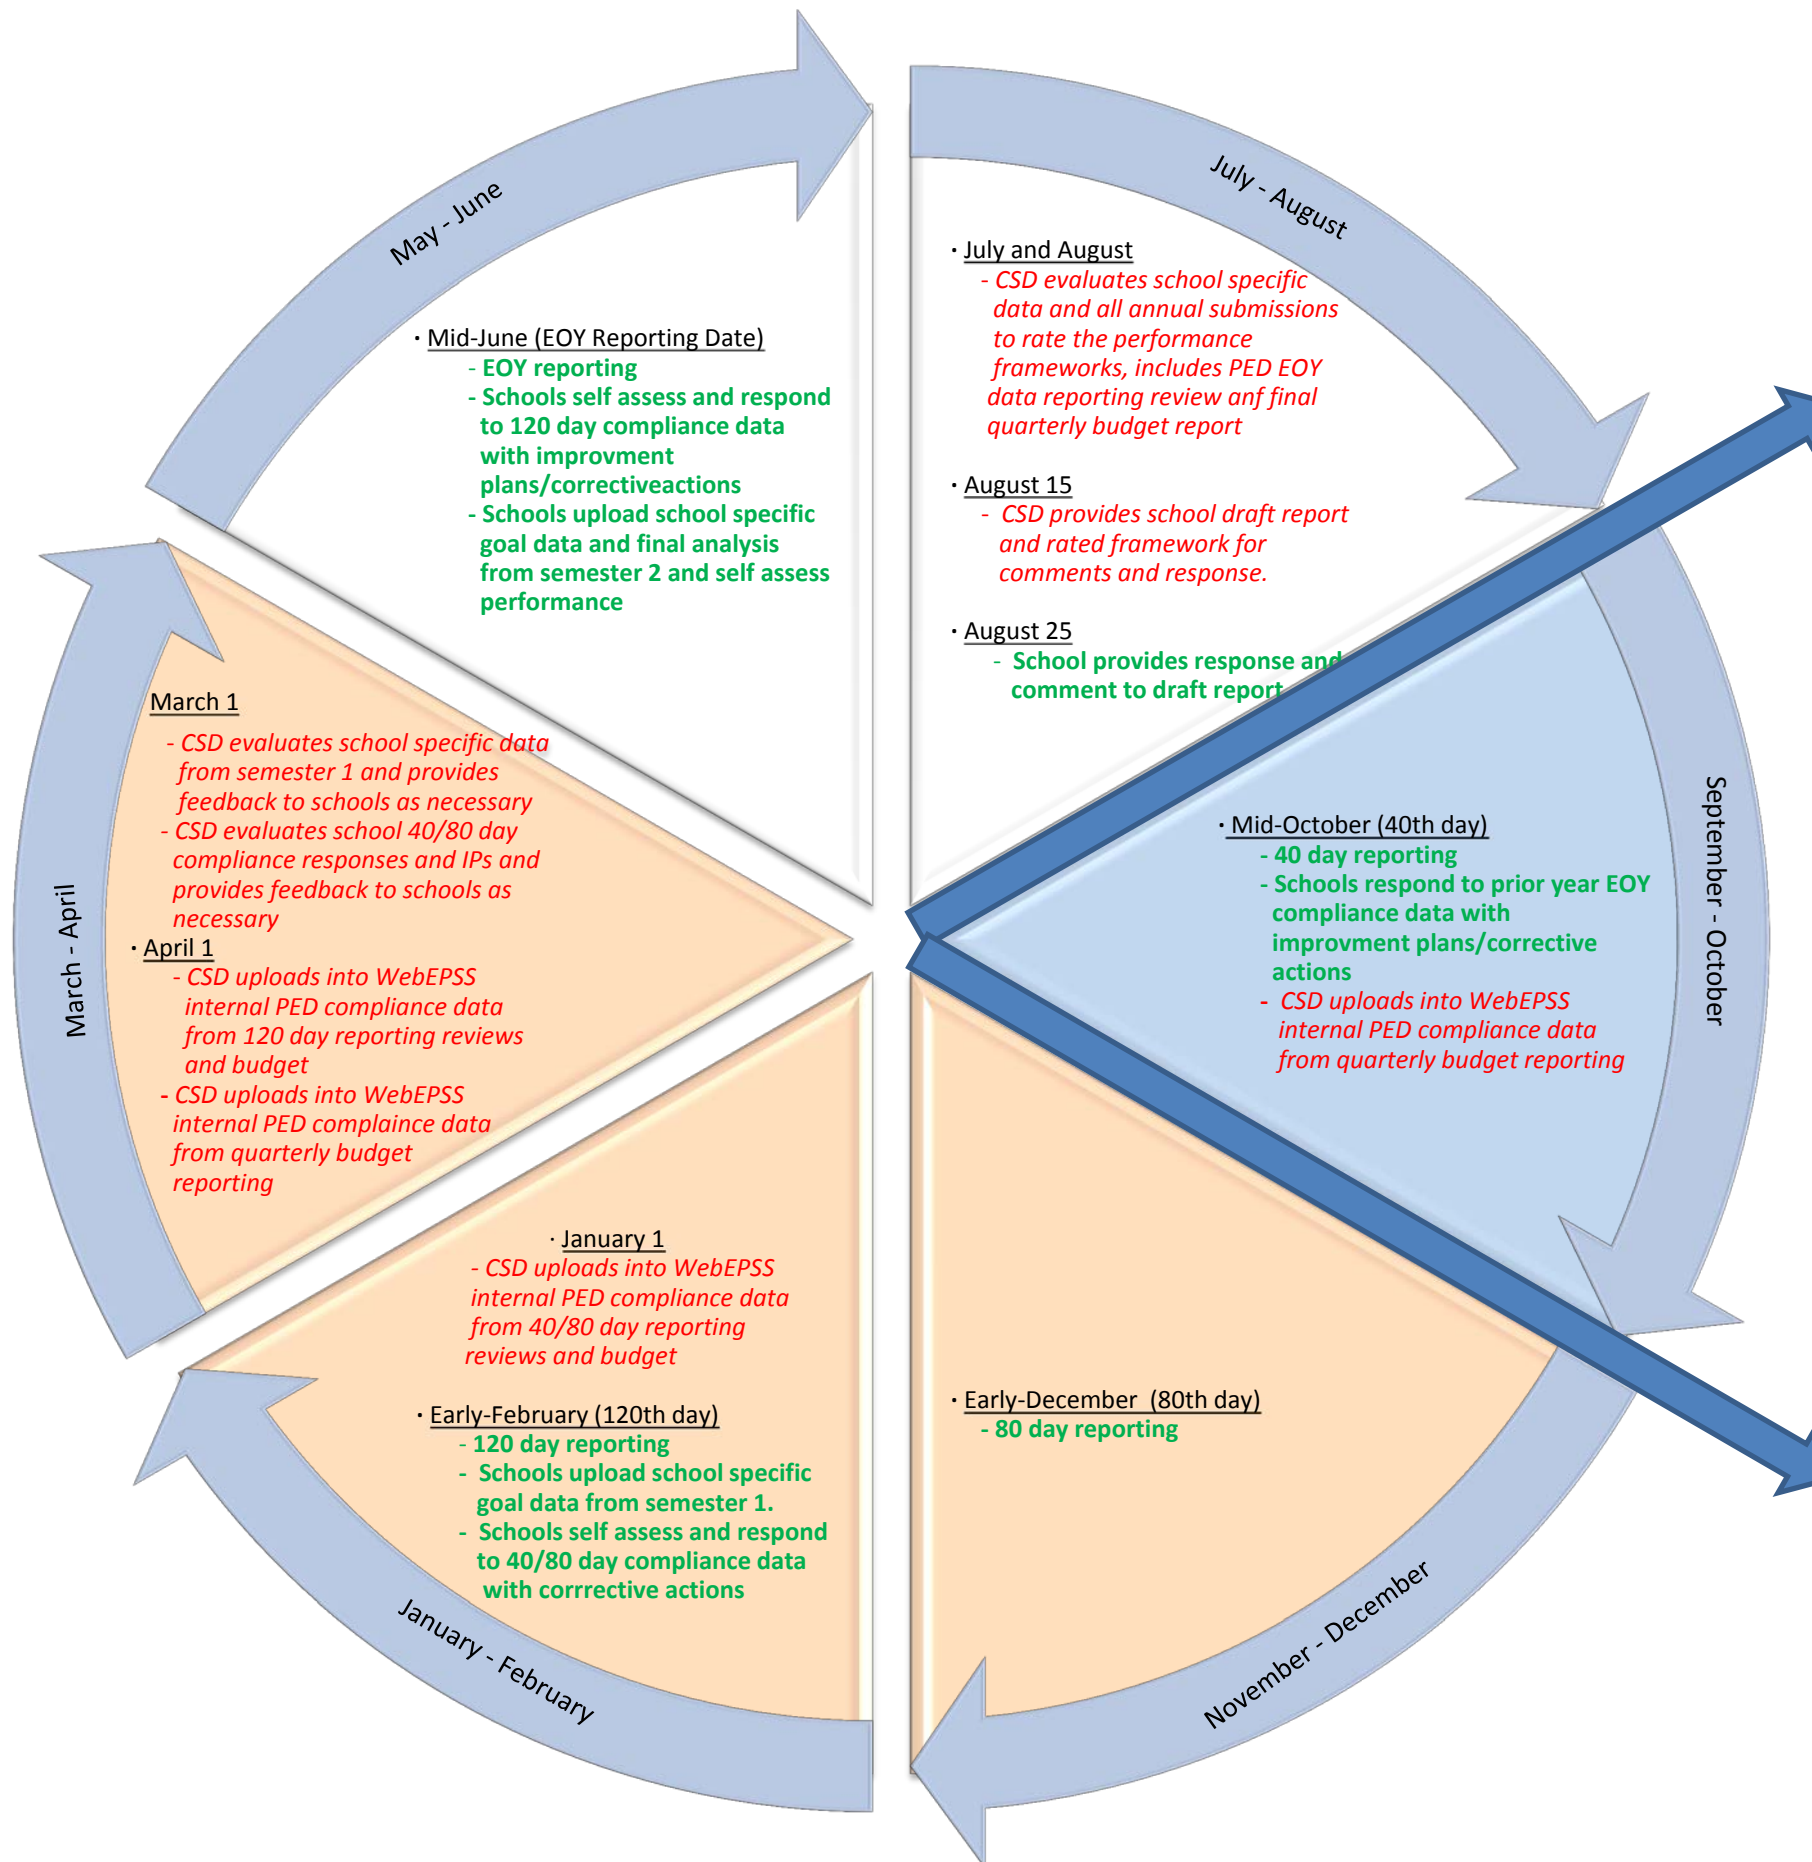 July - August
· July and August
- CSD evaluates school specific
data and all annual submissions
to rate the performance
frameworks, includes PED EOY
data reporting review anf final
quarterly budget report
· August 15
- CSD provides school draft report
and rated framework for
comments and response.
· August 25
- School provides response and
comment to draft report
September - October
· Mid-October (40th day)
- 40 day reporting
- Schools respond to prior year EOY
compliance data with
improvment plans/corrective
actions
- CSD uploads into WebEPSS
internal PED compliance data
from quarterly budget reporting
November - December
· Early-December (80th day)
- 80 day reporting
January - February
· January 1
- CSD uploads into WebEPSS
internal PED compliance data
from 40/80 day reporting
reviews and budget
· Early-February (120th day)
- 120 day reporting
- Schools upload school specific
goal data from semester 1.
- Schools self assess and respond
to 40/80 day compliance data
with corrrective actions
March - April
March 1
- CSD evaluates school specific data
from semester 1 and provides
feedback to schools as necessary
- CSD evaluates school 40/80 day
compliance responses and IPs and
provides feedback to schools as
necessary
· April 1
- CSD uploads into WebEPSS
internal PED compliance data
from 120 day reporting reviews
and budget
- CSD uploads into WebEPSS
internal PED complaince data
from quarterly budget
reporting
May - June
· Mid-June (EOY Reporting Date)
- EOY reporting
- Schools self assess and respond
to 120 day compliance data
with improvment
plans/correctiveactions
- Schools upload school specific
goal data and final analysis
from semester 2 and self assess
performance